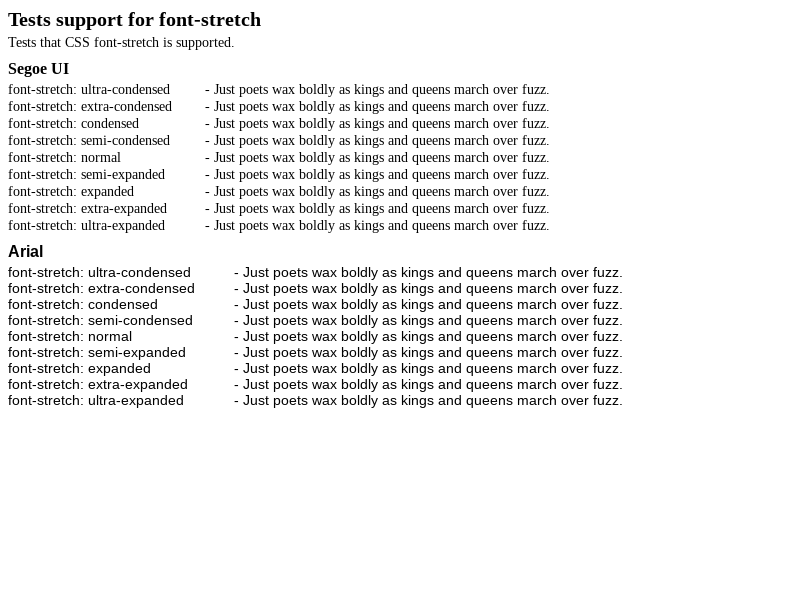 Tests support for font-stretch
Tests that CSS font-stretch is supported.
Segoe UI
font-stretch: ultra-condensed - Just poets wax boldly as kings and queens march over fuzz.
font-stretch: extra-condensed - Just poets wax boldly as kings and queens march over fuzz.
font-stretch: condensed - Just poets wax boldly as kings and queens march over fuzz.
font-stretch: semi-condensed - Just poets wax boldly as kings and queens march over fuzz.
font-stretch: normal - Just poets wax boldly as kings and queens march over fuzz.
font-stretch: semi-expanded - Just poets wax boldly as kings and queens march over fuzz.
font-stretch: expanded - Just poets wax boldly as kings and queens march over fuzz.
font-stretch: extra-expanded - Just poets wax boldly as kings and queens march over fuzz.
font-stretch: ultra-expanded - Just poets wax boldly as kings and queens march over fuzz.
Arial
font-stretch: ultra-condensed - Just poets wax boldly as kings and queens march over fuzz.
font-stretch: extra-condensed - Just poets wax boldly as kings and queens march over fuzz.
font-stretch: condensed - Just poets wax boldly as kings and queens march over fuzz.
font-stretch: semi-condensed - Just poets wax boldly as kings and queens march over fuzz.
font-stretch: normal - Just poets wax boldly as kings and queens march over fuzz.
font-stretch: semi-expanded - Just poets wax boldly as kings and queens march over fuzz.
font-stretch: expanded - Just poets wax boldly as kings and queens march over fuzz.
font-stretch: extra-expanded - Just poets wax boldly as kings and queens march over fuzz.
font-stretch: ultra-expanded - Just poets wax boldly as kings and queens march over fuzz.